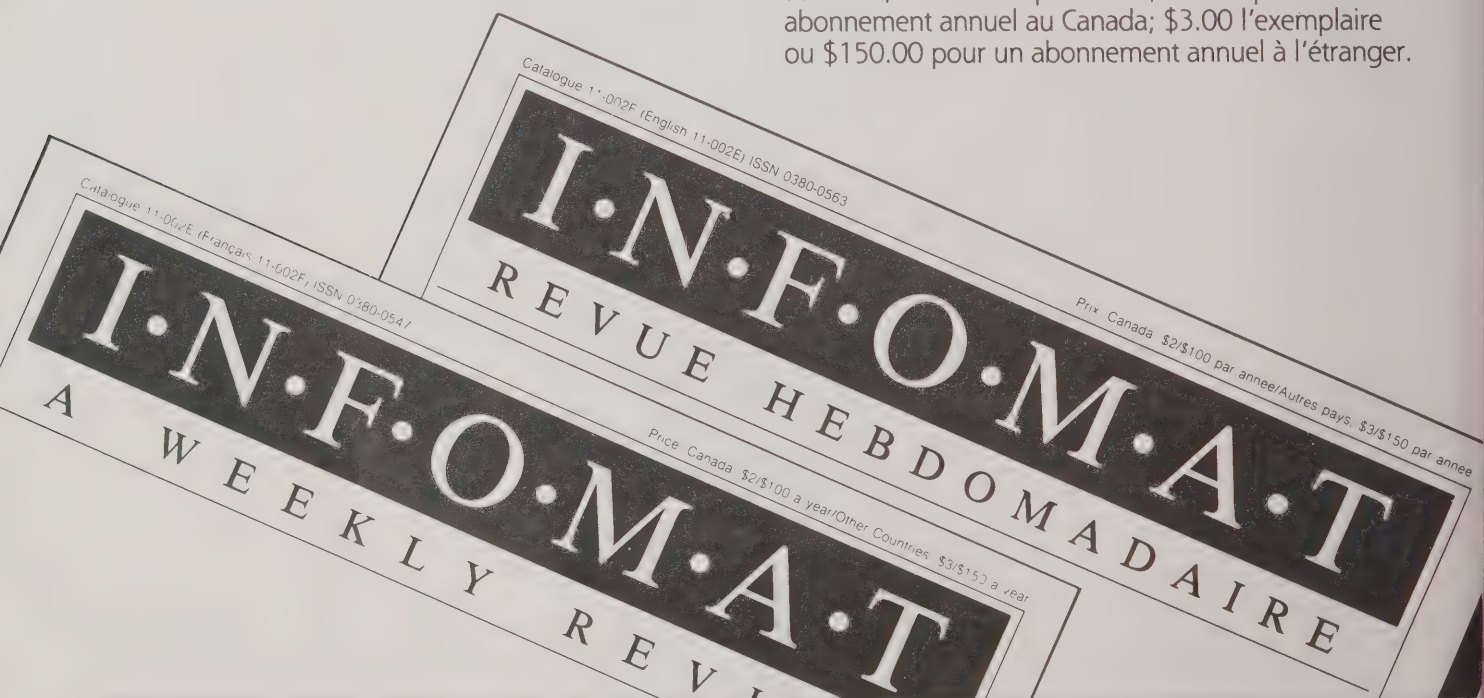 abonnement annuel au Canada; $3.00 l'exemplaire
ou $150.00 pour un abonnement annuel à l'étranger.
Catalogue 11-002F (English 11-002E) ISSN 0380-0563
I•N•F•O•M•A•T
Prix Canada $2/$100 par annee/Autres pays. $3/$150 par annee
REVUE HEBDOMADAIRE
Catalogue 11-002E (Français 11-002F) ISSN 0380-0547
I•N•F•O•M•A•T
Price Canada $2/$100 a year/Other Countries $3/$150 a year
A WEEKLY